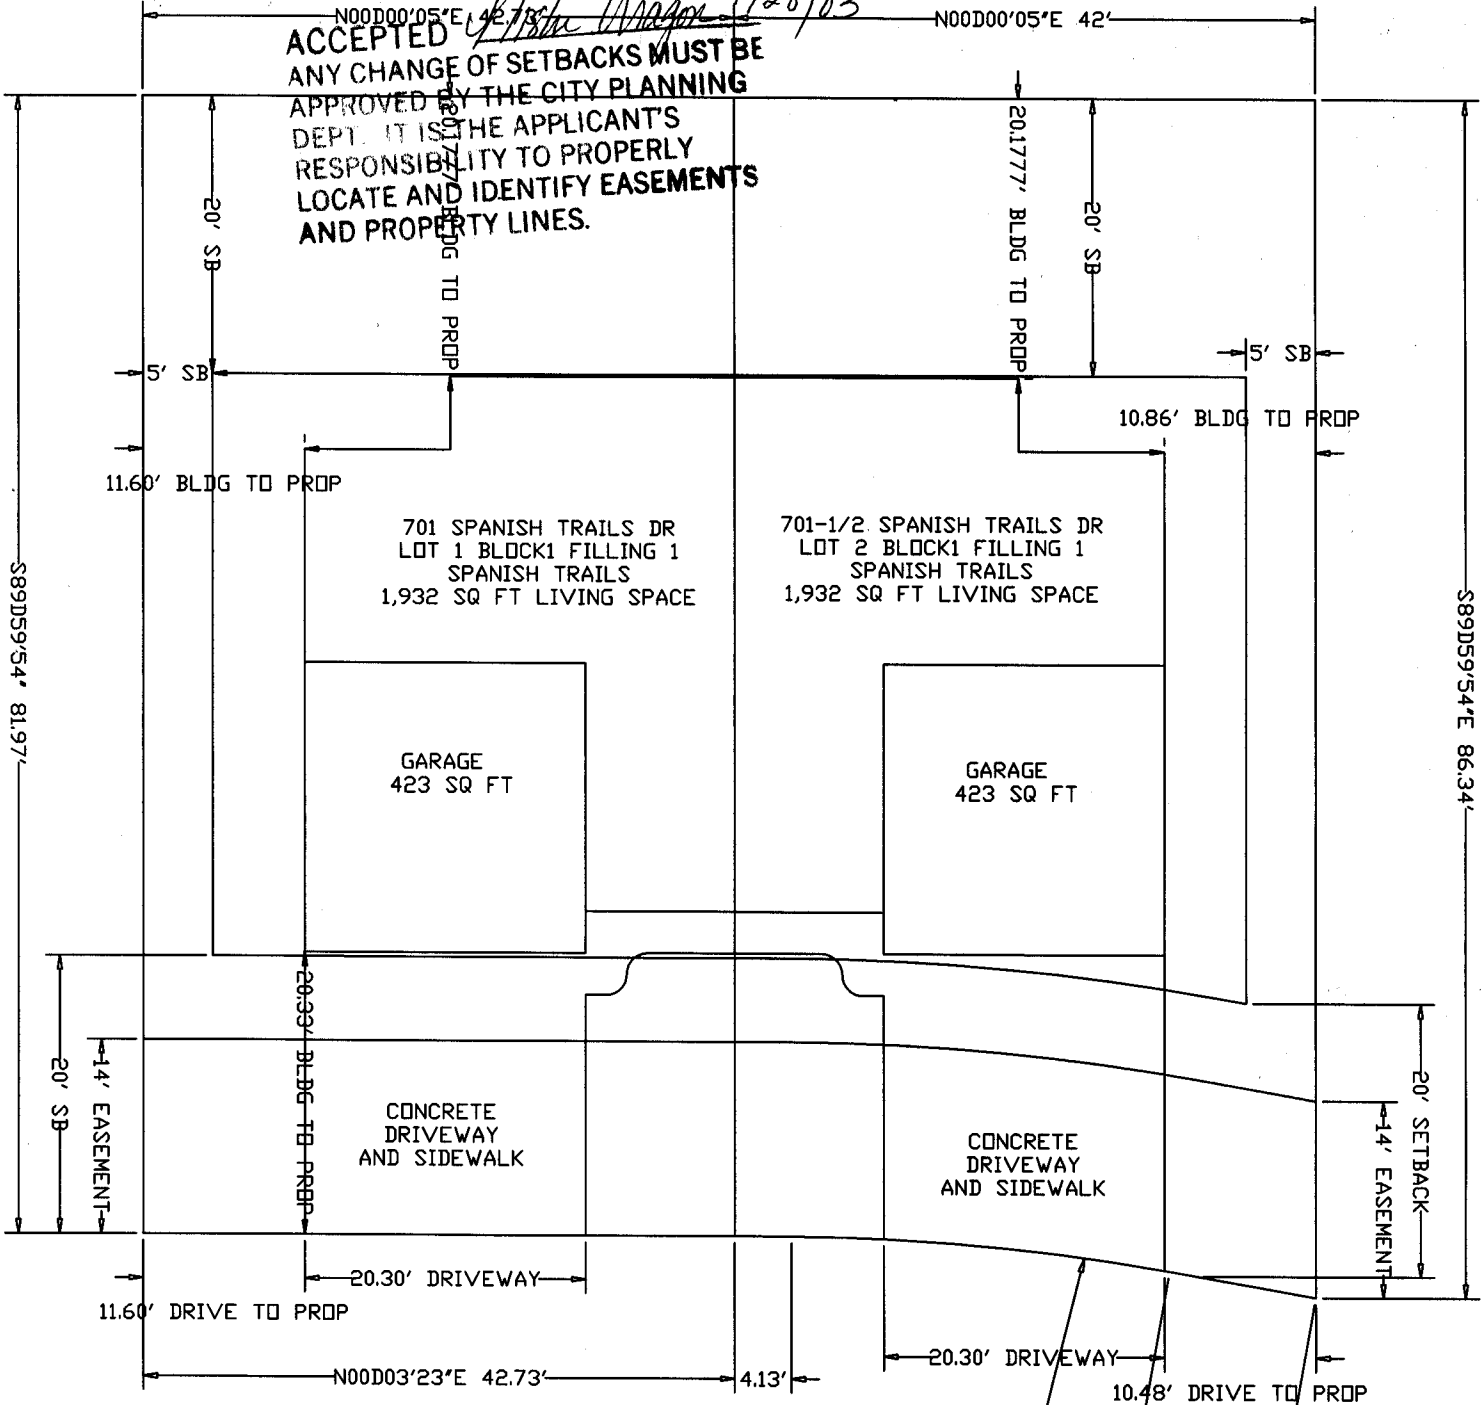 N00D00'05"E 42.73'
N00D00'05"E 42'
ACCEPTED
ANY CHANGE OF SETBACKS MUST BE
APPROVED BY THE CITY PLANNING
DEPT. IT IS THE APPLICANT'S
RESPONSIBILITY TO PROPERLY
LOCATE AND IDENTIFY EASEMENTS
AND PROPERTY LINES.
20' SB
20.1777' BLDG TO PROP
20.1777' BLDG TO PROP
20' SB
5' SB
5' SB
11.60' BLDG TO PROP
10.86' BLDG TO PROP
S89D59'54" 81.97'
701 SPANISH TRAILS DR
LOT 1 BLOCK1 FILLING 1
SPANISH TRAILS
1,932 SQ FT LIVING SPACE
701-1/2 SPANISH TRAILS DR
LOT 2 BLOCK1 FILLING 1
SPANISH TRAILS
1,932 SQ FT LIVING SPACE
S89D59'54"E 86.34'
GARAGE
423 SQ FT
GARAGE
423 SQ FT
20' SB
14' EASEMENT
20.33' BLDG TO PROP
CONCRETE
DRIVEWAY
AND SIDEWALK
CONCRETE
DRIVEWAY
AND SIDEWALK
14' EASEMENT
20' SETBACK
20.30' DRIVEWAY
11.60' DRIVE TO PROP
N00D03'23"E 42.73'
4.13'
20.30' DRIVEWAY
10.48' DRIVE TO PROP